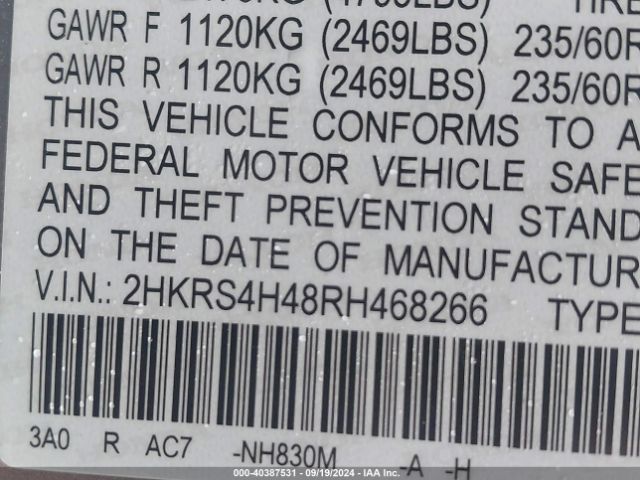 (4755LBS) TIRE
GAWR F 1120KG (2469LBS) 235/60R
GAWR R 1120KG (2469LBS) 235/60R
THIS VEHICLE CONFORMS TO A
FEDERAL MOTOR VEHICLE SAFE
AND THEFT PREVENTION STAND
ON THE DATE OF MANUFACTUR
V.I.N.: 2HKRS4H48RH468266 TYPE
3A0 R AC7 -NH830M -A -H
000-40387531 - 09/19/2024 - IAA Inc.